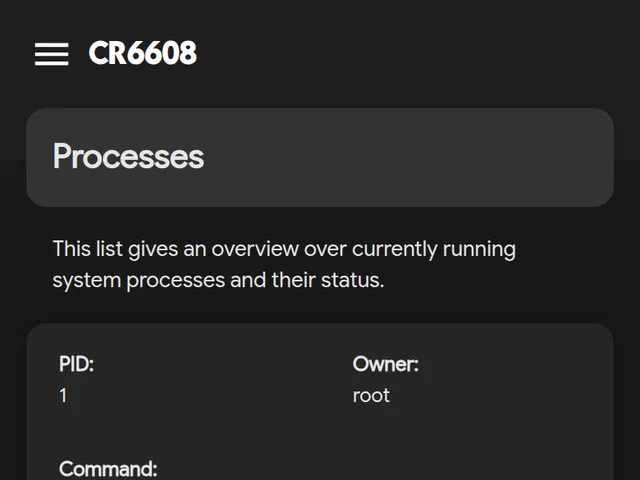 CR6608
Processes
This list gives an overview over currently running
system processes and their status.
PID:
1
Owner:
root
Command: